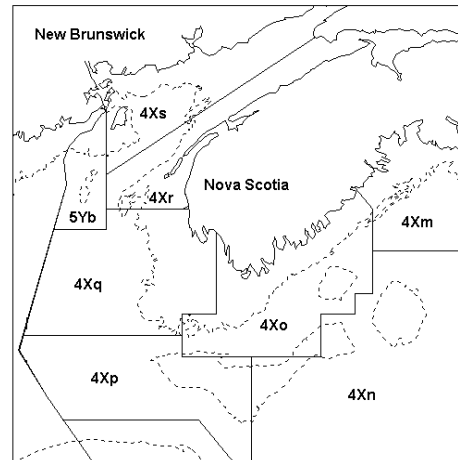 New Brunswick
4Xs
Nova Scotia
4Xr
5Yb
4Xm
4Xq
4Xo
4Xp
4Xn